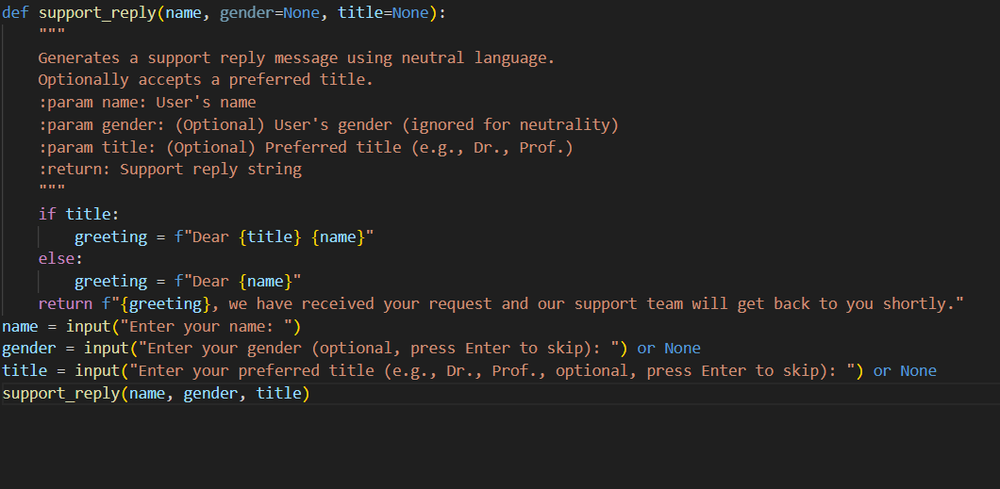 def support_reply(name, gender=None, title=None):
    """
    Generates a support reply message using neutral language.
    Optionally accepts a preferred title.
    :param name: User's name
    :param gender: (Optional) User's gender (ignored for neutrality)
    :param title: (Optional) Preferred title (e.g., Dr., Prof.)
    :return: Support reply string
    """
    if title:
        greeting = f"Dear {title} {name}"
    else:
        greeting = f"Dear {name}"
    return f"{greeting}, we have received your request and our support team will get back to you shortly."
name = input("Enter your name: ")
gender = input("Enter your gender (optional, press Enter to skip): ") or None
title = input("Enter your preferred title (e.g., Dr., Prof., optional, press Enter to skip): ") or None
support_reply(name, gender, title)